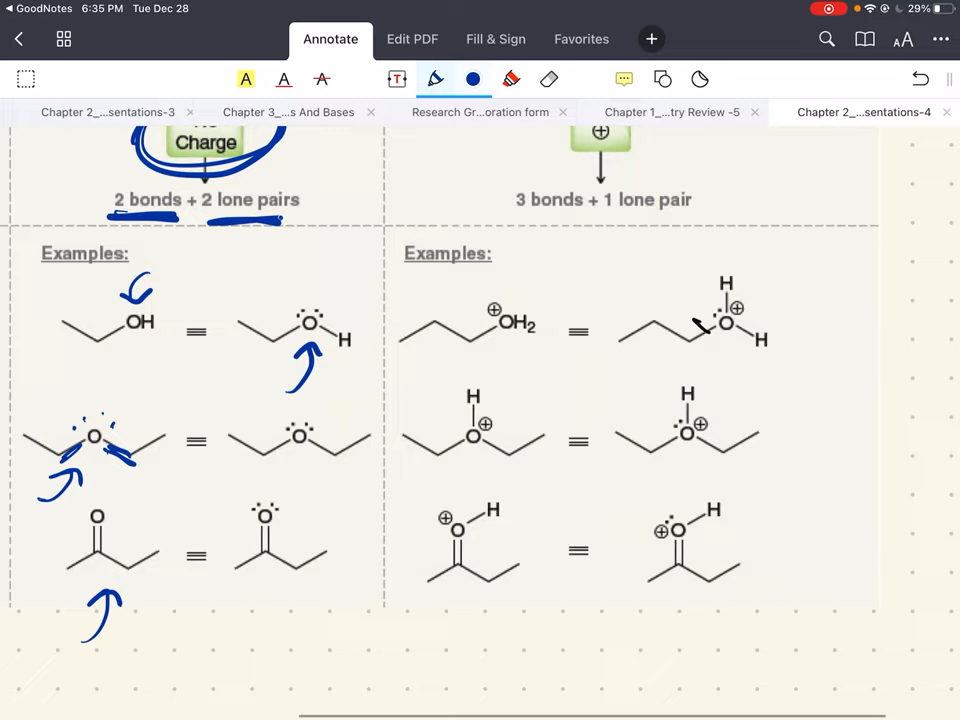 GoodNotes 6:35 PM Tue Dec 28 29%
Annotate Edit PDF Fill & Sign Favorites
A A A T AA
Chapter 2_...sentations-3 × Chapter 3_...s And Bases × Research Gr...oration form × Chapter 1_...try Review -5 × Chapter 2_...sentations-4 ×
Charge
⊕
2 bonds + 2 lone pairs
3 bonds + 1 lone pair
Examples:
OH = O H
O = O
O = O
Examples:
⊕ OH2 = H O ⊕ H
H O ⊕ = H O ⊕
⊕ O H = ⊕ O H